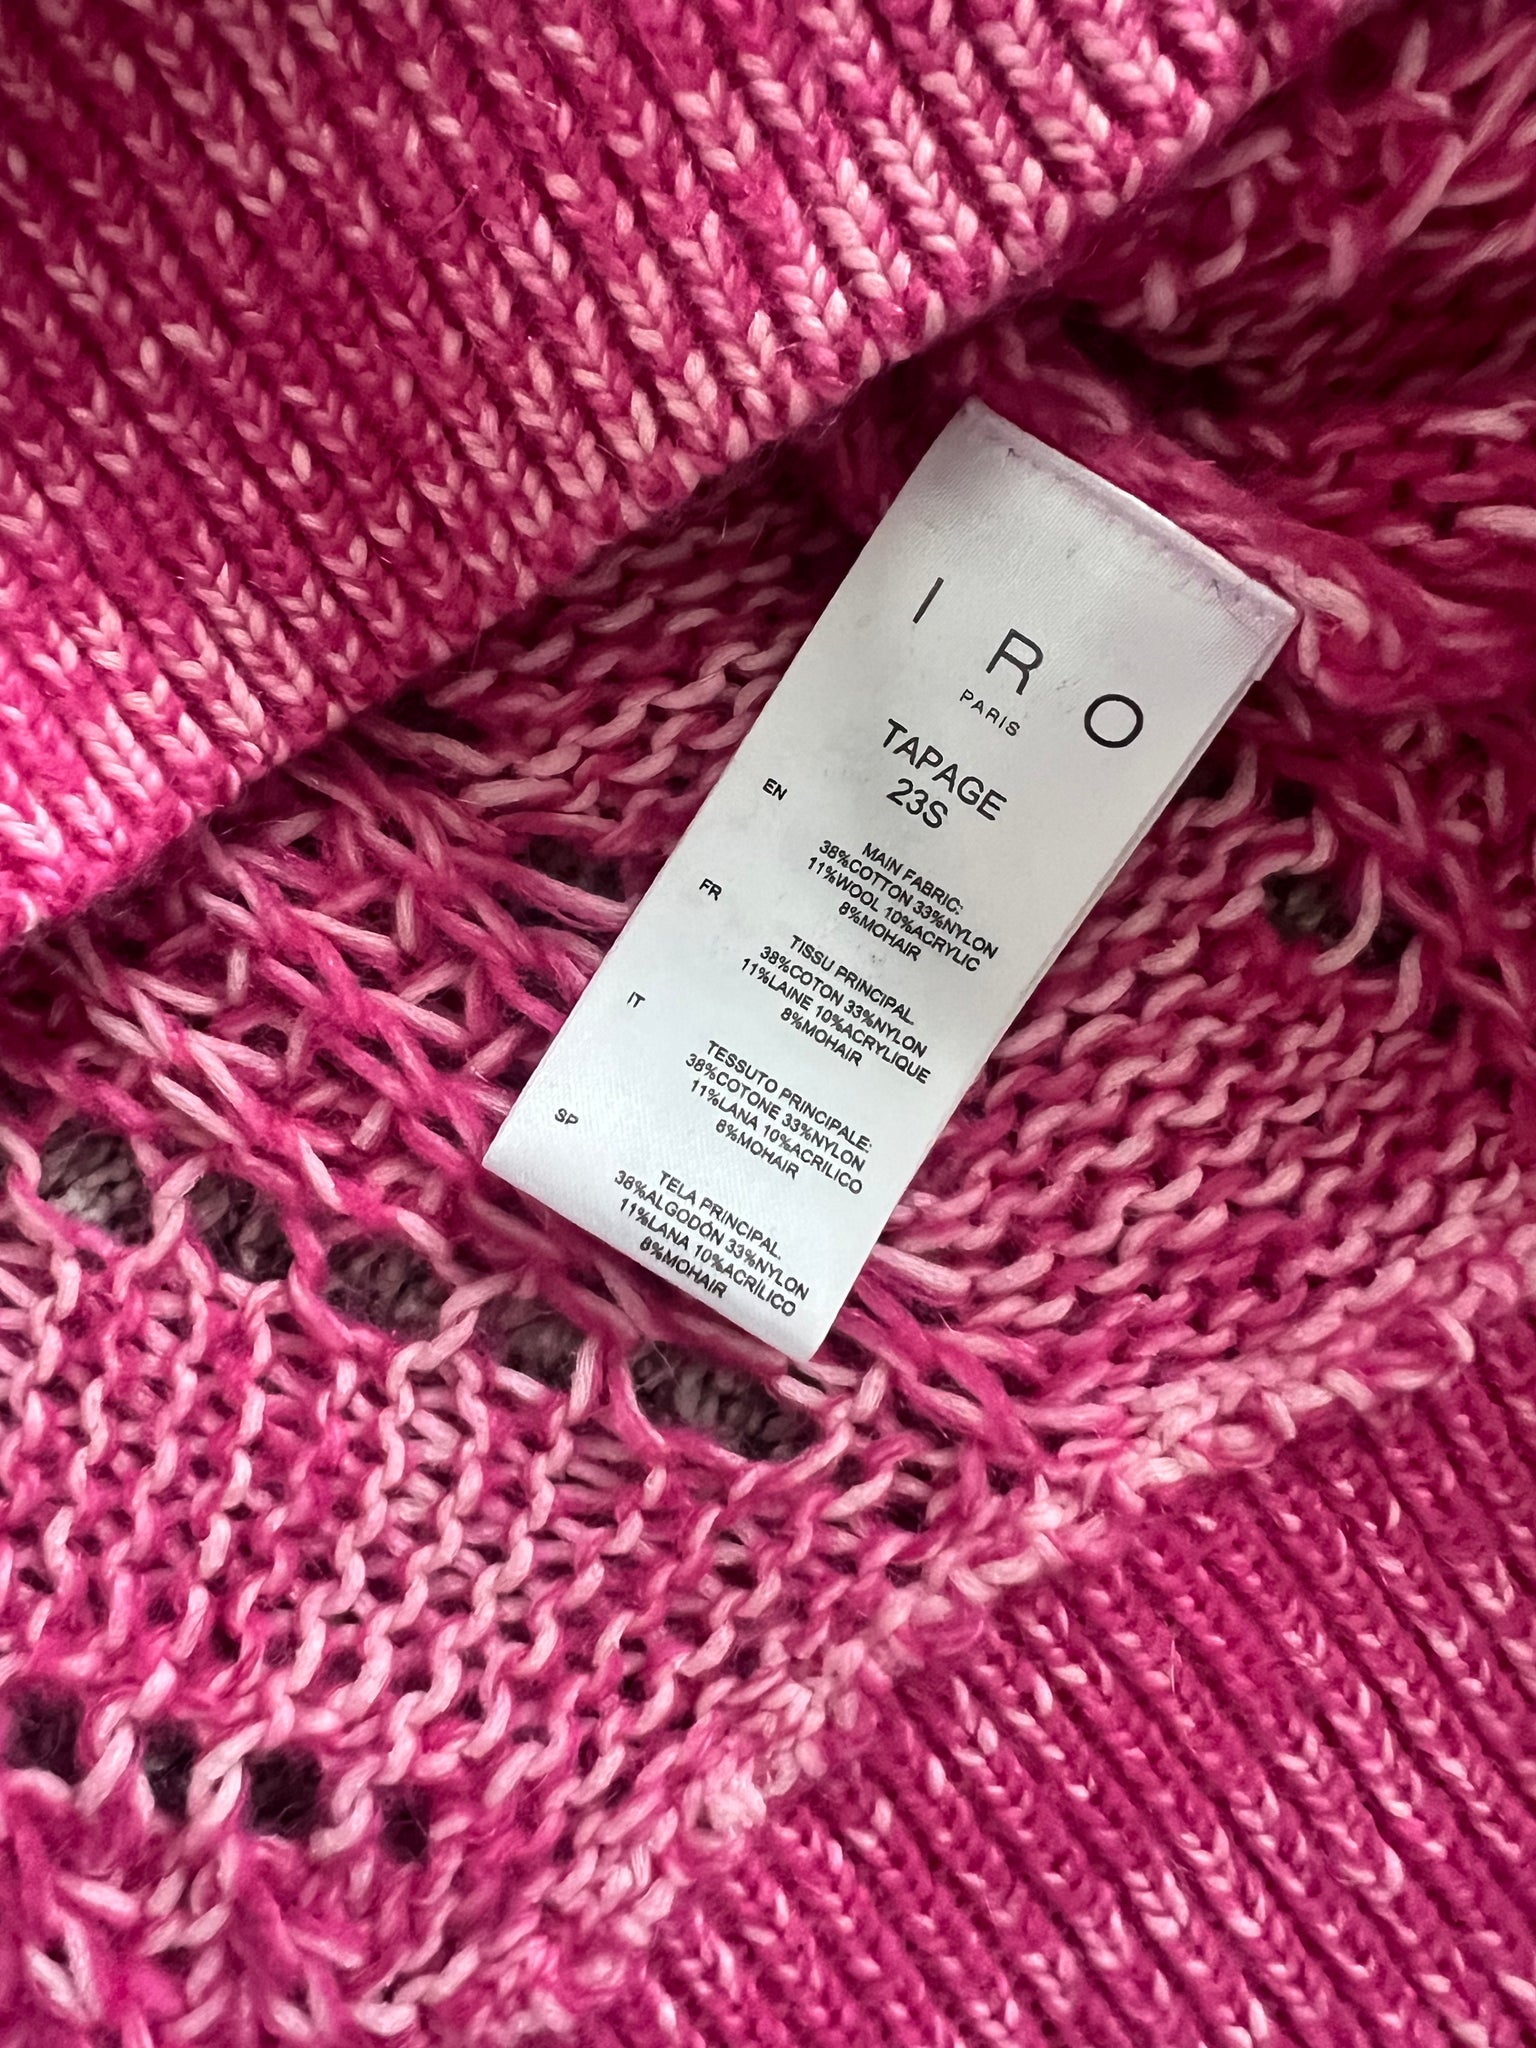 I R O
PARIS
TAPAGE
23S
EN
MAIN FABRIC:
38%COTTON 33%NYLON
11%WOOL 10%ACRYLIC
8%MOHAIR
FR
TISSU PRINCIPAL.
38%COTON 33%NYLON
11%LAINE 10%ACRYLIQUE
8%MOHAIR
IT
TESSUTO PRINCIPALE:
38%COTONE 33%NYLON
11%LANA 10%ACRILICO
8%MOHAIR
SP
TELA PRINCIPAL.
38%ALGODÓN 33%NYLON
11%LANA 10%ACRÍLICO
8%MOHAIR